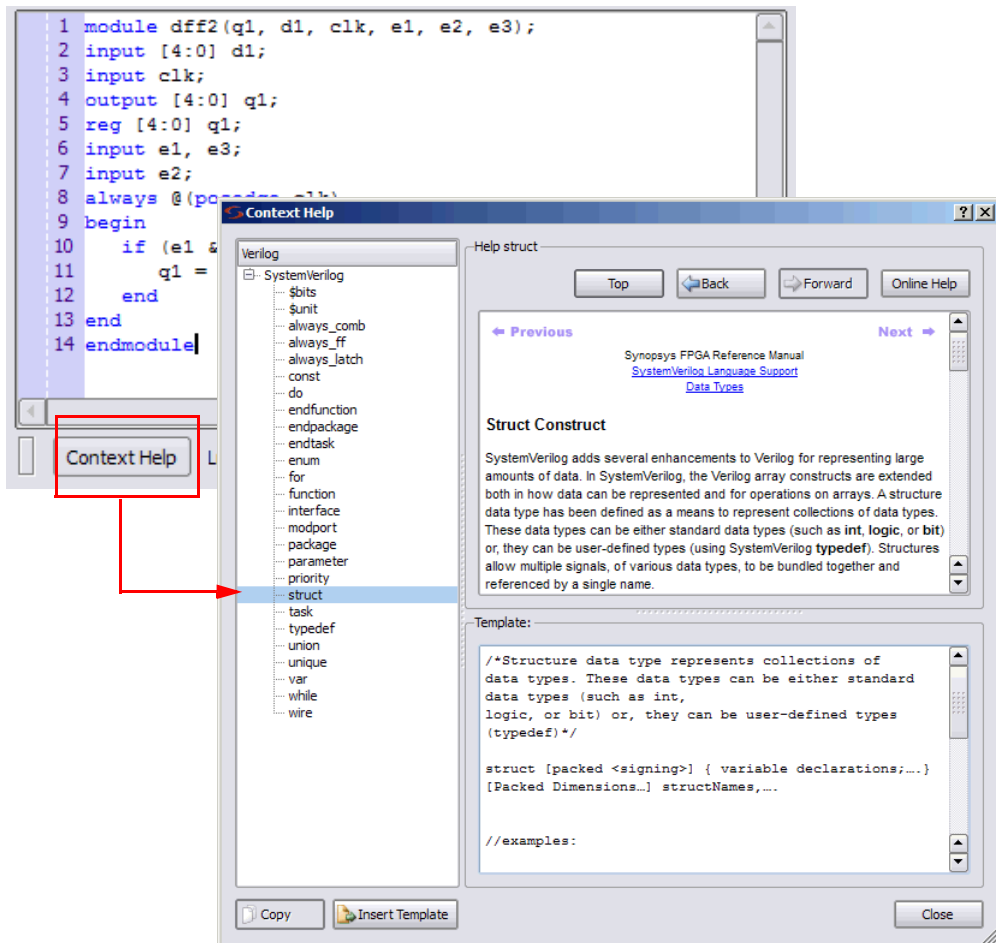 1 module dff2(q1, d1, clk, e1, e2, e3);
2 input [4:0] d1;
3 input clk;
4 output [4:0] q1;
5 reg [4:0] q1;
6 input e1, e3;
7 input e2;
8 always @(posedge clk)
9 begin
10 if (e1 &
11 q1 =
12 end
13 end
14 endmodule
Context Help
Context Help
Verilog
SystemVerilog
$bits
$unit
always_comb
always_ff
always_latch
const
do
endfunction
endpackage
endtask
enum
for
function
interface
modport
package
parameter
priority
struct
task
typedef
union
unique
var
while
wire
Help struct
Top Back Forward Online Help
Previous Next
Synopsys FPGA Reference Manual
SystemVerilog Language Support
Data Types
Struct Construct
SystemVerilog adds several enhancements to Verilog for representing large
amounts of data. In SystemVerilog, the Verilog array constructs are extended
both in how data can be represented and for operations on arrays. A structure
data type has been defined as a means to represent collections of data types.
These data types can be either standard data types (such as int, logic, or bit)
or, they can be user-defined types (using SystemVerilog typedef). Structures
allow multiple signals, of various data types, to be bundled together and
referenced by a single name.
Template:
/*Structure data type represents collections of
data types. These data types can be either standard
data types (such as int,
logic, or bit) or, they can be user-defined types
(typedef)*/
struct [packed <signing>] { variable declarations;….}
[Packed Dimensions…] structNames,….
//examples:
Copy Insert Template Close